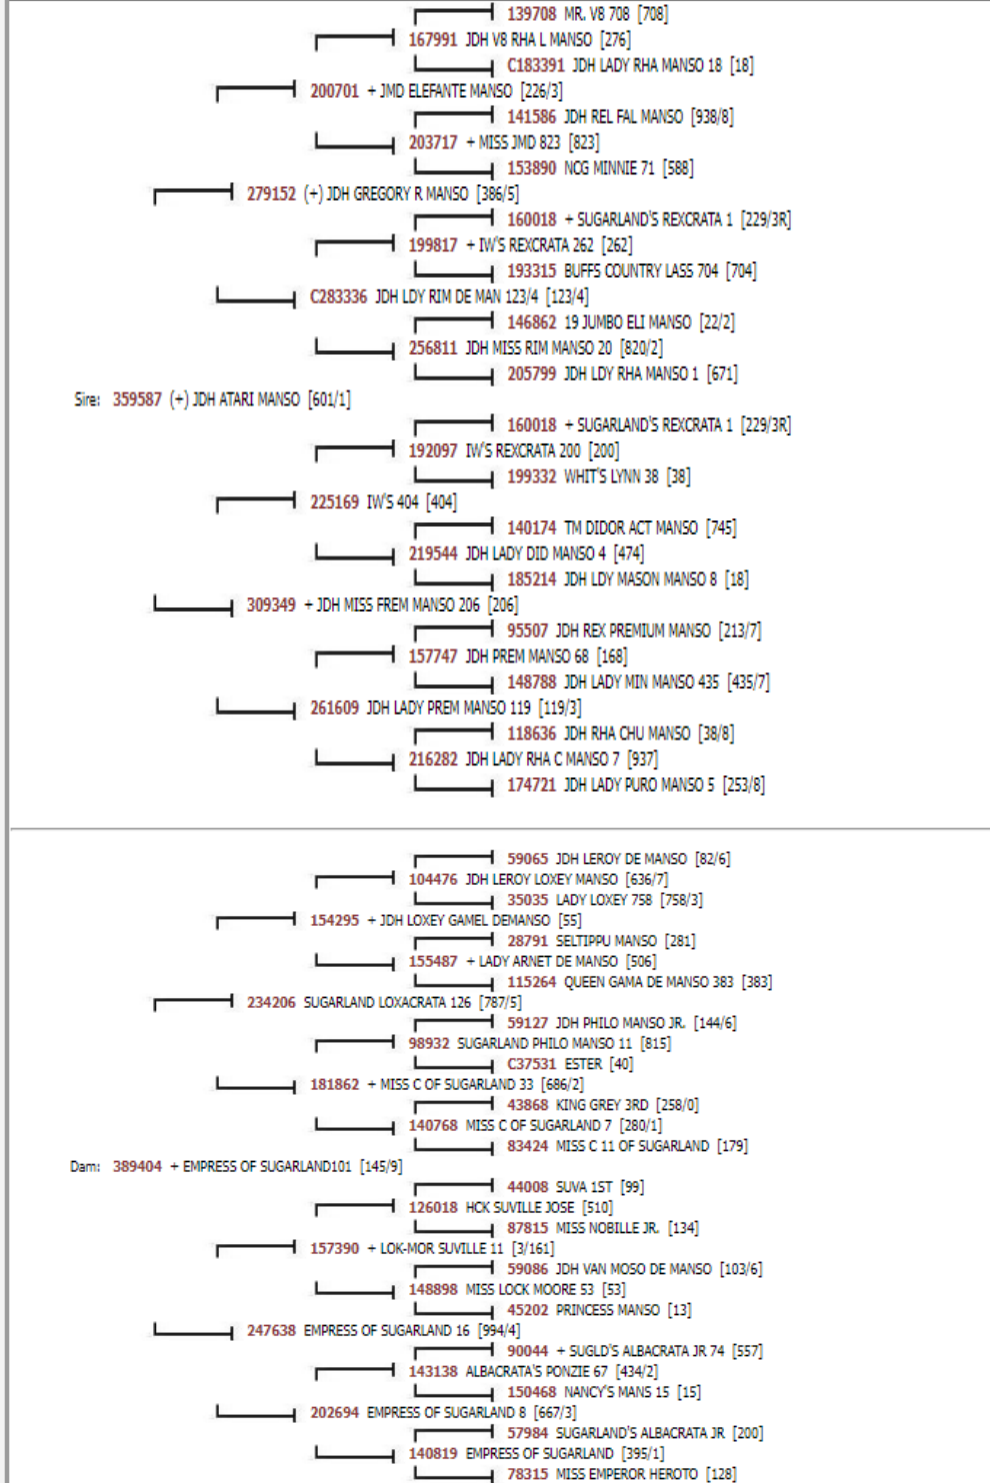 139708 MR. V8 708 [708]
167991 JDH V8 RHA L MANSO [276]
C183391 JDH LADY RHA MANSO 18 [18]
200701 + JMD ELEFANTE MANSO [226/3]
141586 JDH REL FAL MANSO [938/8]
203717 + MISS JMD 823 [823]
153890 NCG MINNIE 71 [588]
279152 (+) JDH GREGORY R MANSO [386/5]
160018 + SUGARLAND'S REXCRATA 1 [229/3R]
199817 + IW'S REXCRATA 262 [262]
193315 BUFFS COUNTRY LASS 704 [704]
C283336 JDH LDY RIM DE MAN 123/4 [123/4]
146862 19 JUMBO ELI MANSO [22/2]
256811 JDH MISS RIM MANSO 20 [820/2]
205799 JDH LDY RHA MANSO 1 [671]
Sire: 359587 (+) JDH ATARI MANSO [601/1]
160018 + SUGARLAND'S REXCRATA 1 [229/3R]
192097 IW'S REXCRATA 200 [200]
199332 WHIT'S LYNN 38 [38]
225169 IW'S 404 [404]
140174 TM DIDOR ACT MANSO [745]
219544 JDH LADY DID MANSO 4 [474]
185214 JDH LDY MASON MANSO 8 [18]
309349 + JDH MISS FREM MANSO 206 [206]
95507 JDH REX PREMIUM MANSO [213/7]
157747 JDH PREM MANSO 68 [168]
148788 JDH LADY MIN MANSO 435 [435/7]
261609 JDH LADY PREM MANSO 119 [119/3]
118636 JDH RHA CHU MANSO [38/8]
216282 JDH LADY RHA C MANSO 7 [937]
174721 JDH LADY PURO MANSO 5 [253/8]
59065 JDH LEROY DE MANSO [82/6]
104476 JDH LEROY LOXEY MANSO [636/7]
35035 LADY LOXEY 758 [758/3]
154295 + JDH LOXEY GAMEL DEMANSO [55]
28791 SELTIPPU MANSO [281]
155487 + LADY ARNET DE MANSO [506]
115264 QUEEN GAMA DE MANSO 383 [383]
234206 SUGARLAND LOXACRATA 126 [787/5]
59127 JDH PHILO MANSO JR. [144/6]
98932 SUGARLAND PHILO MANSO 11 [815]
C37531 ESTER [40]
181862 + MISS C OF SUGARLAND 33 [686/2]
43868 KING GREY 3RD [258/0]
140768 MISS C OF SUGARLAND 7 [280/1]
83424 MISS C 11 OF SUGARLAND [179]
Dam: 389404 + EMPRESS OF SUGARLAND101 [145/9]
44008 SUVA 1ST [99]
126018 HCK SUVILLE JOSE [510]
87815 MISS NOBILLE JR. [134]
157390 + LOK-MOR SUVILLE 11 [3/161]
59086 JDH VAN MOSO DE MANSO [103/6]
148898 MISS LOCK MOORE 53 [53]
45202 PRINCESS MANSO [13]
247638 EMPRESS OF SUGARLAND 16 [994/4]
90044 + SUGLD'S ALBACRATA JR 74 [557]
143138 ALBACRATA'S PONZIE 67 [434/2]
150468 NANCY'S MANS 15 [15]
202694 EMPRESS OF SUGARLAND 8 [667/3]
57984 SUGARLAND'S ALBACRATA JR [200]
140819 EMPRESS OF SUGARLAND [395/1]
78315 MISS EMPEROR HEROTO [128]